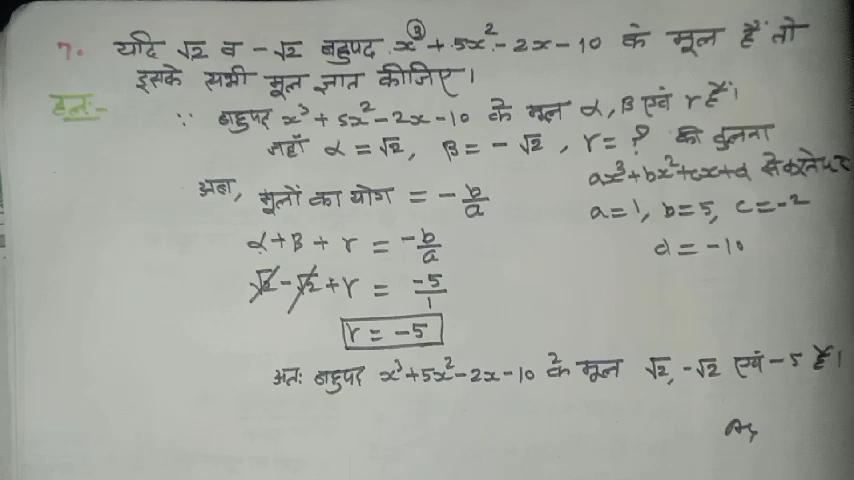 7. यदि √2 व -√2 बहुपद x³ + 5x² - 2x - 10 के मूल हैं तो
इसके सभी मूल ज्ञात कीजिए।
हल:-
∵ बहुपद x³ + 5x² - 2x - 10 के मूल α, β एवं r हैं।
जहाँ α = √2, β = -√2, r = ? की तुलना
ax³+bx²+cx+d से करने पर
अतः, मूलों का योग = -b/a
a=1, b=5, c=-2
α+β+r = -b/a
d = -10
√2-√2+r = -5/1
r = -5
अतः बहुपद x³+5x²-2x-10 के मूल √2, -√2 एवं -5 हैं।